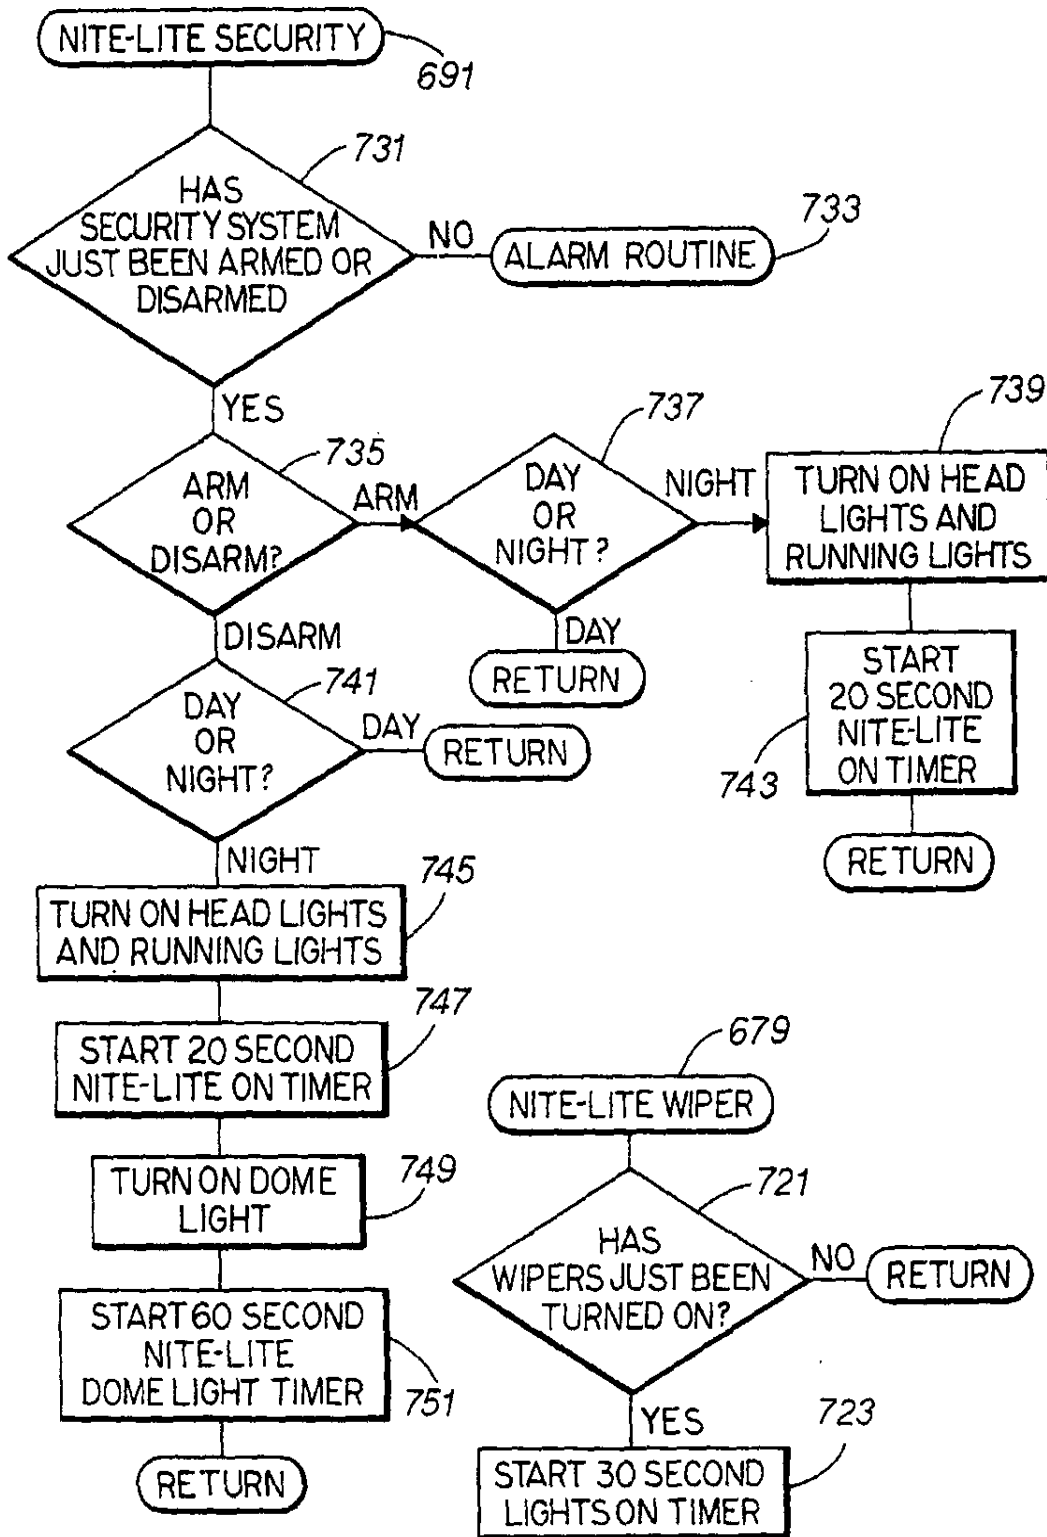 NITE-LITE SECURITY
691
731
HAS
SECURITY SYSTEM
JUST BEEN ARMED OR
DISARMED
NO
ALARM ROUTINE
733
YES
735
ARM
OR
DISARM?
ARM
737
DAY
OR
NIGHT?
NIGHT
739
TURN ON HEAD
LIGHTS AND
RUNNING LIGHTS
DAY
RETURN
START
20 SECOND
NITE-LITE
ON TIMER
743
RETURN
DISARM
741
DAY
OR
NIGHT?
DAY
RETURN
NIGHT
745
TURN ON HEAD LIGHTS
AND RUNNING LIGHTS
747
START 20 SECOND
NITE-LITE ON TIMER
TURN ON DOME
LIGHT
749
START 60 SECOND
NITE-LITE
DOME LIGHT TIMER
751
RETURN
679
NITE-LITE WIPER
721
HAS
WIPERS JUST BEEN
TURNED ON?
NO
RETURN
YES
723
START 30 SECOND
LIGHTS ON TIMER